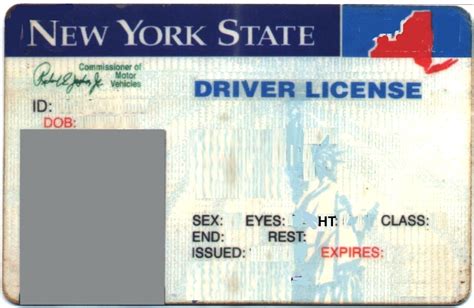 NEW YORK STATE
Commissioner of
Motor
Vehicles
DRIVER LICENSE
ID:
DOB:
SEX: EYES: HT: CLASS:
END: REST:
ISSUED: EXPIRES: